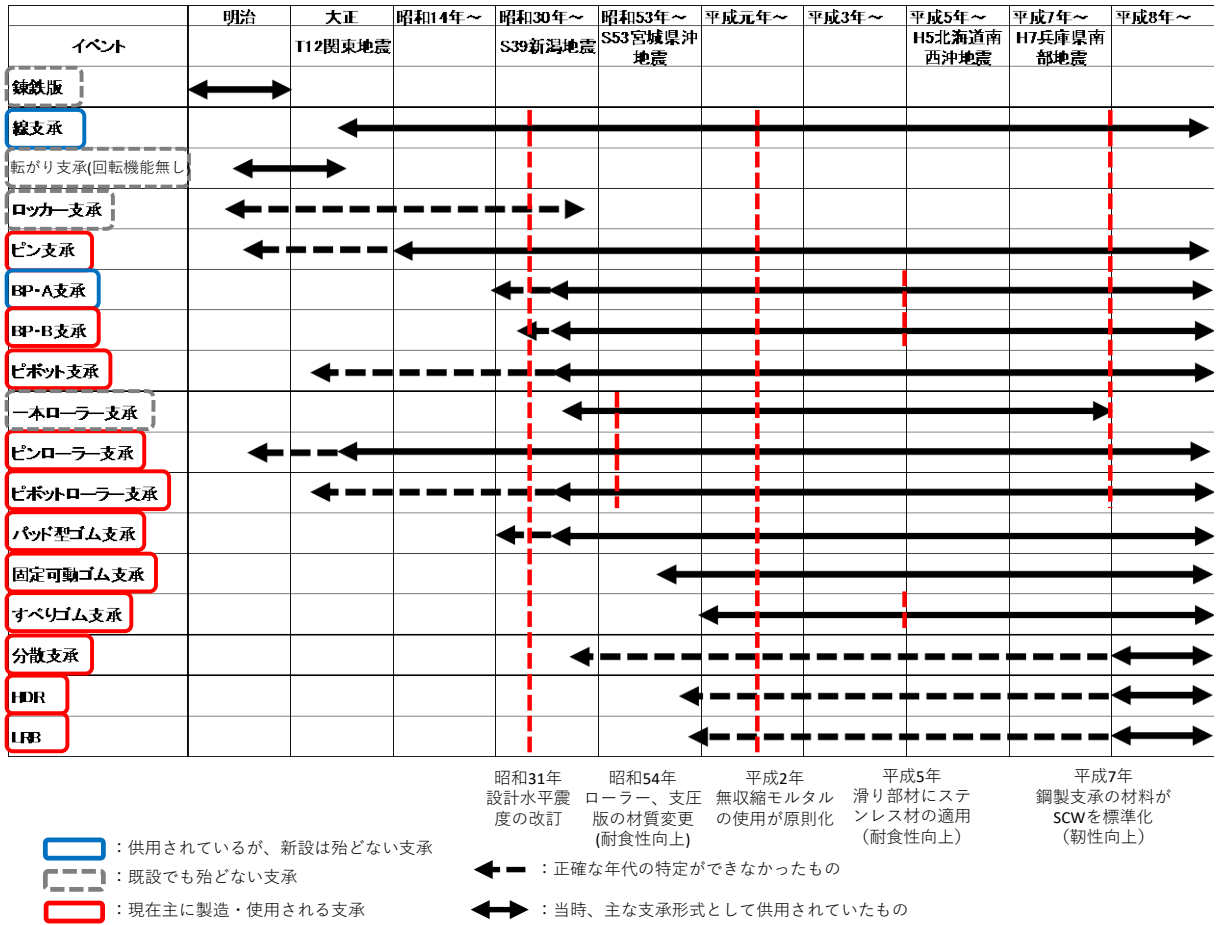 明治
大正
昭和14年～
昭和30年～
昭和53年～
平成元年～
平成3年～
平成5年～
平成7年～
平成8年～
イベント
T12関東地震
S39新潟地震
S53宮城県沖
地震
H5北海道南
西沖地震
H7兵庫県南
部地震
錬鉄版
線支承
転がり支承(回転機能無し)
ロッカー支承
ピン支承
BP・A支承
BP・B支承
ピボット支承
一本ローラー支承
ピンローラー支承
ピボットローラー支承
パッド型ゴム支承
固定可動ゴム支承
すべりゴム支承
分散支承
HDR
LRB
昭和31年
設計水平震
度の改訂
昭和54年
ローラー、支圧
版の材質変更
(耐食性向上)
平成2年
無収縮モルタル
の使用が原則化
平成5年
滑り部材にステ
ンレス材の適用
（耐食性向上）
平成7年
鋼製支承の材料が
SCWを標準化
（靭性向上）
：供用されているが、新設は殆どない支承
：既設でも殆どない支承
：現在主に製造・使用される支承
：正確な年代の特定ができなかったもの
：当時、主な支承形式として供用されていたもの